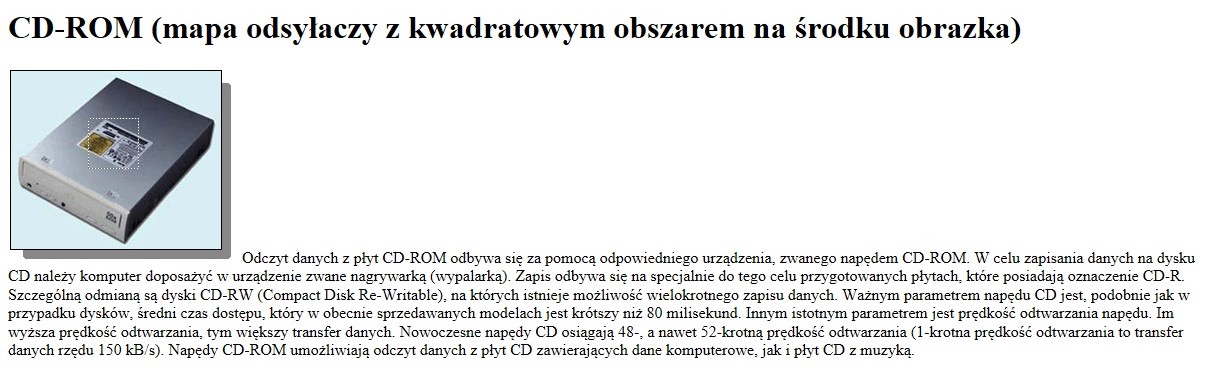 CD-ROM (mapa odsyłaczy z kwadratowym obszarem na środku obrazka)
Odczyt danych z płyt CD-ROM odbywa się za pomocą odpowiedniego urządzenia, zwanego napędem CD-ROM. W celu zapisania danych na dysku
CD należy komputer doposażyć w urządzenie zwane nagrywarką (wypalarką). Zapis odbywa się na specjalnie do tego celu przygotowanych płytach, które posiadają oznaczenie CD-R.
Szczególną odmianą są dyski CD-RW (Compact Disk Re-Writable), na których istnieje możliwość wielokrotnego zapisu danych. Ważnym parametrem napędu CD jest, podobnie jak w
przypadku dysków, średni czas dostępu, który w obecnie sprzedawanych modelach jest krótszy niż 80 milisekund. Innym istotnym parametrem jest prędkość odtwarzania napędu. Im
wyższa prędkość odtwarzania, tym większy transfer danych. Nowoczesne napędy CD osiągają 48-, a nawet 52-krotną prędkość odtwarzania (1-krotna prędkość odtwarzania to transfer
danych rzędu 150 kB/s). Napędy CD-ROM umożliwiają odczyt danych z płyt CD zawierających dane komputerowe, jak i płyt CD z muzyką.